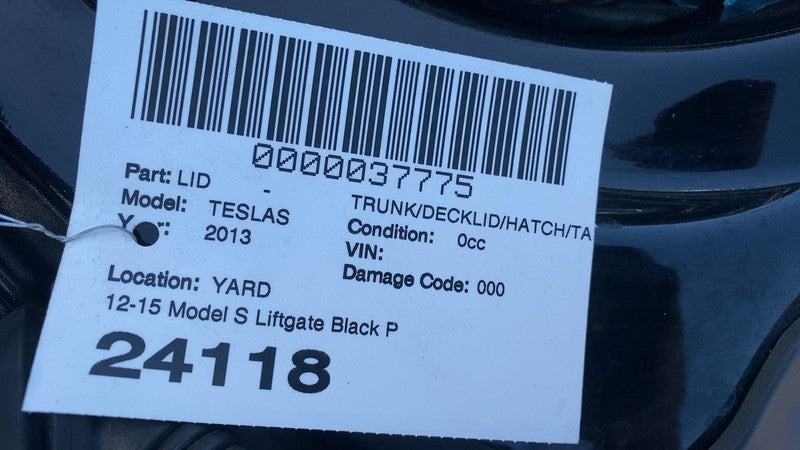 0000037775
Part: LID - TRUNK/DECKLID/HATCH/TA
Model: TESLAS Condition: 0cc
Year: 2013 VIN:
Damage Code: 000
Location: YARD
12-15 Model S Liftgate Black P
24118